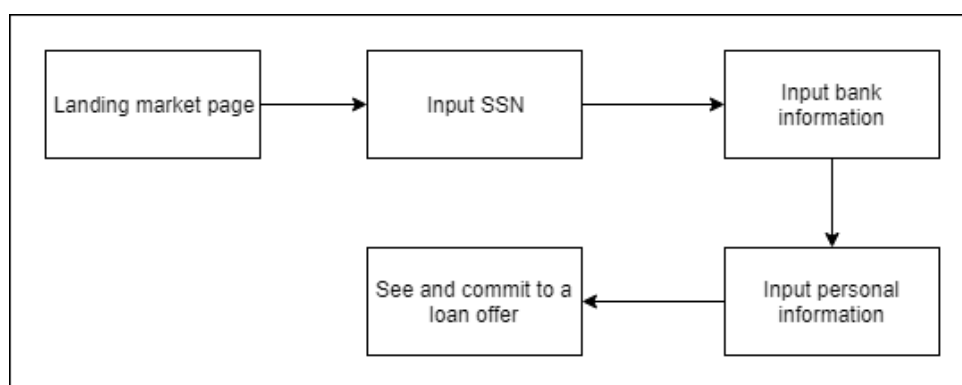 Landing market page
Input SSN
Input bank
information
Input personal
information
See and commit to a
loan offer